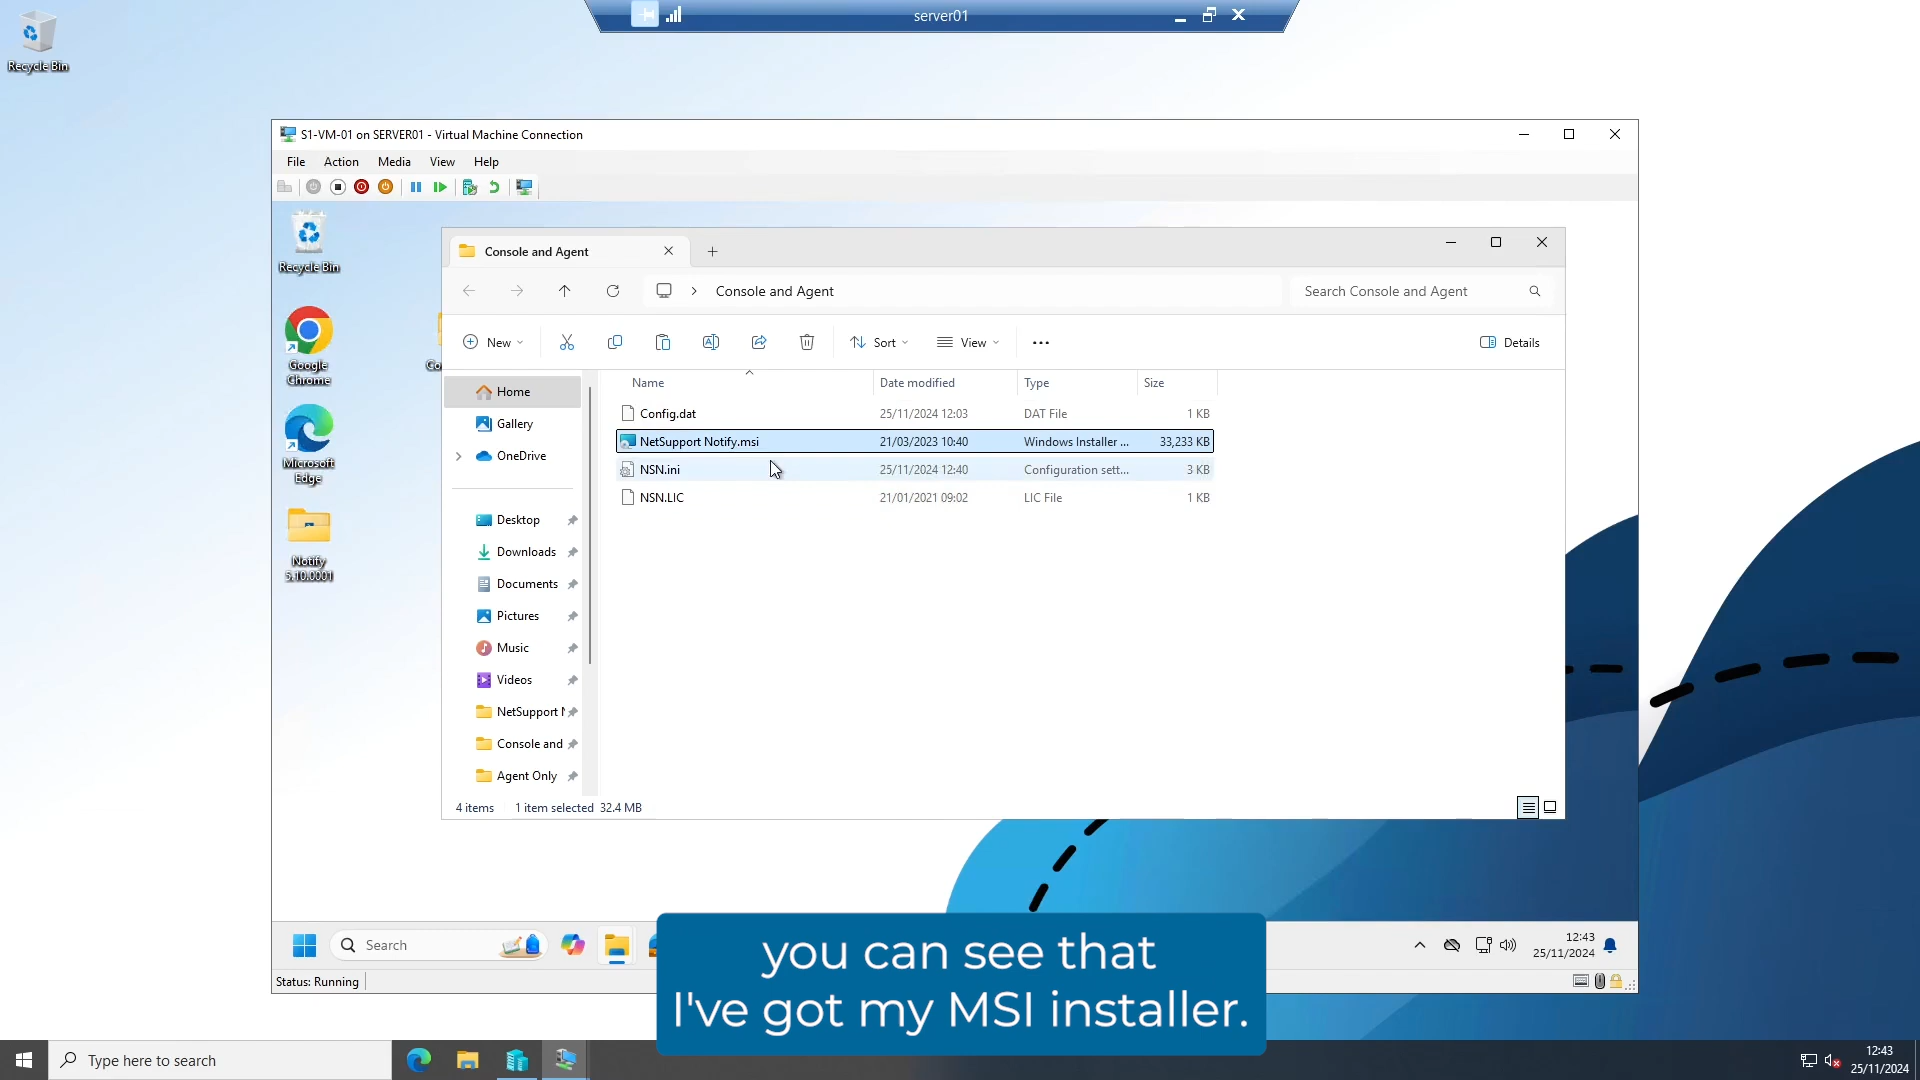 server01
Recycle Bin
S1-VM-01 on SERVER01 - Virtual Machine Connection
File Action Media View Help
Recycle Bin
Google
Chrome
Microsoft
Edge
Notify
5.10.0001
Co
Console and Agent
Console and Agent
Search Console and Agent
New
Sort
View
Details
Home
Gallery
OneDrive
Desktop
Downloads
Documents
Pictures
Music
Videos
NetSupport N
Console and
Agent Only
Name Date modified Type Size
Config.dat 25/11/2024 12:03 DAT File 1 KB
NetSupport Notify.msi 21/03/2023 10:40 Windows Installer ... 33,233 KB
NSN.ini 25/11/2024 12:40 Configuration sett... 3 KB
NSN.LIC 21/01/2021 09:02 LIC File 1 KB
4 items 1 item selected 32.4 MB
Search
12:43
25/11/2024
Status: Running
you can see that
I've got my MSI installer.
Type here to search
12:43
25/11/2024